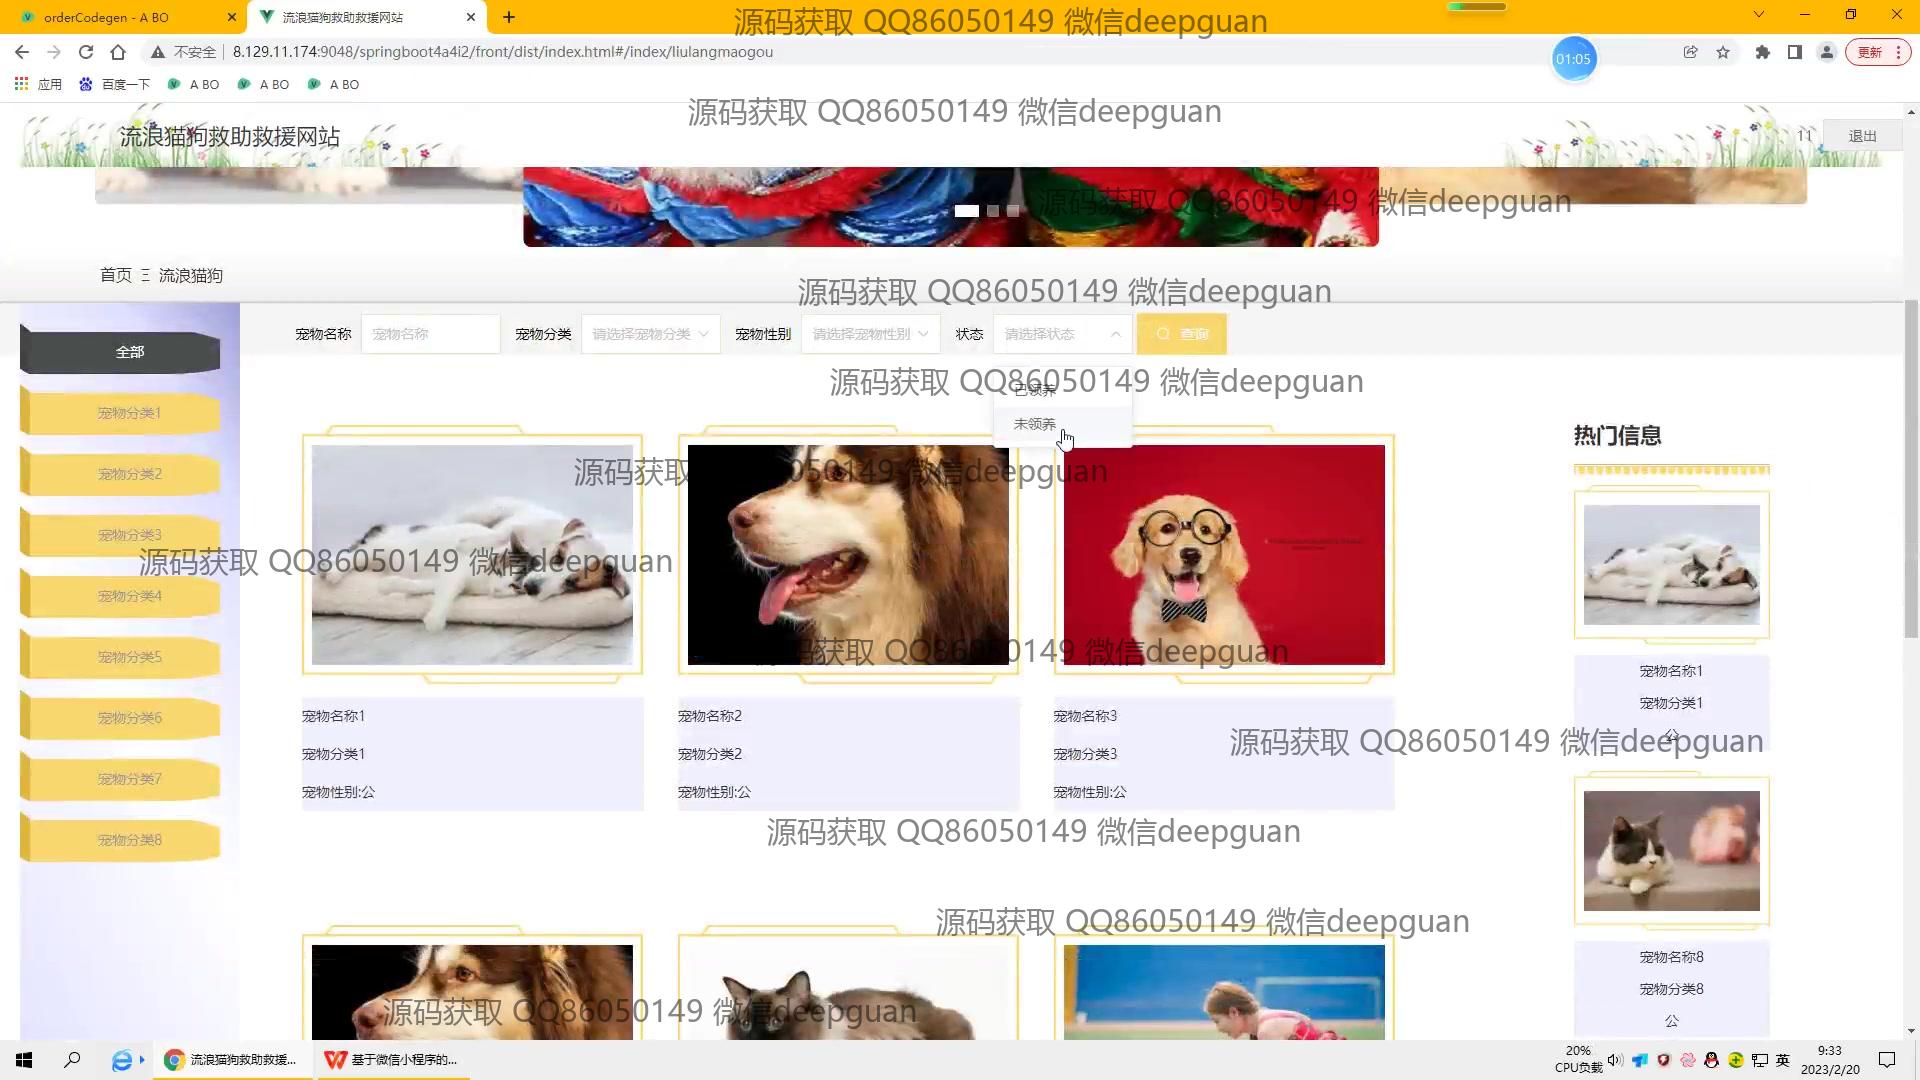 orderCodegen - A BO
流浪猫狗救助救援网站
源码获取 QQ86050149 微信deepguan
不安全
8.129.11.174:9048/springboot4a4i2/front/dist/index.html#/index/liulangmaogou
01:05
更新
应用
百度一下
A BO
A BO
A BO
源码获取 QQ86050149 微信deepguan
流浪猫狗救助救援网站
11
退出
源码获取 QQ86050149 微信deepguan
首页 Ξ 流浪猫狗
源码获取 QQ86050149 微信deepguan
宠物名称
宠物名称
宠物分类
请选择宠物分类
宠物性别
请选择宠物性别
状态
请选择状态
查询
全部
宠物分类1
宠物分类2
宠物分类3
宠物分类4
宠物分类5
宠物分类6
宠物分类7
宠物分类8
源码获取 QQ86050149 微信deepguan
已领养
未领养
热门信息
源码获取 050149 微信deepguan
源码获取 QQ86050149 微信deepguan
源码获取 QQ86050149 微信deepguan
宠物名称1
宠物分类1
宠物性别:公
宠物名称2
宠物分类2
宠物性别:公
宠物名称3
宠物分类3
宠物性别:公
宠物名称1
宠物分类1
公
源码获取 QQ86050149 微信deepguan
源码获取 QQ86050149 微信deepguan
源码获取 QQ86050149 微信deepguan
宠物名称8
宠物分类8
公
源码获取 QQ86050149 微信deepguan
流浪猫狗救助救援...
基于微信小程序的...
20%
CPU负载
英
9:33
2023/2/20